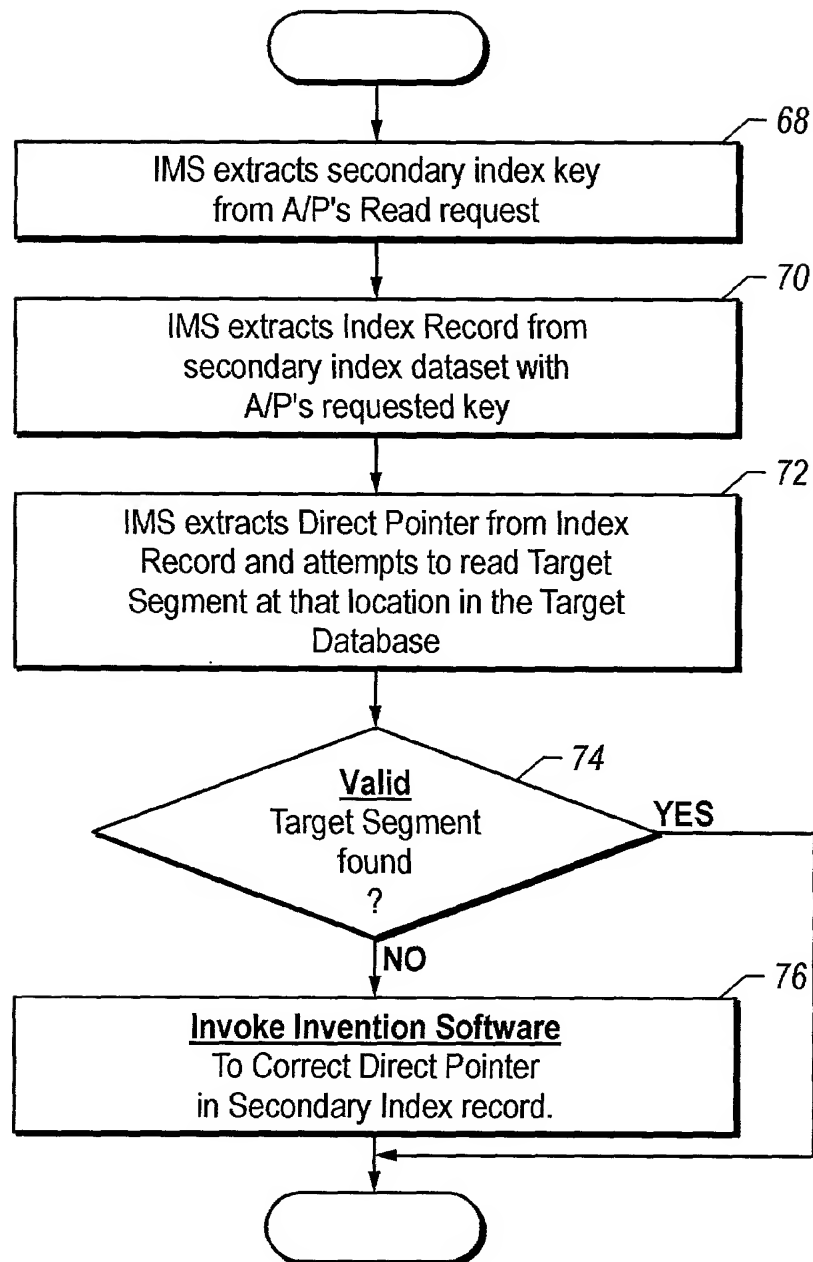 68
IMS extracts secondary index key
from A/P's Read request
70
IMS extracts Index Record from
secondary index dataset with
A/P's requested key
72
IMS extracts Direct Pointer from Index
Record and attempts to read Target
Segment at that location in the Target
Database
74
Valid
Target Segment
found
?
YES
NO
76
Invoke Invention Software
To Correct Direct Pointer
in Secondary Index record.